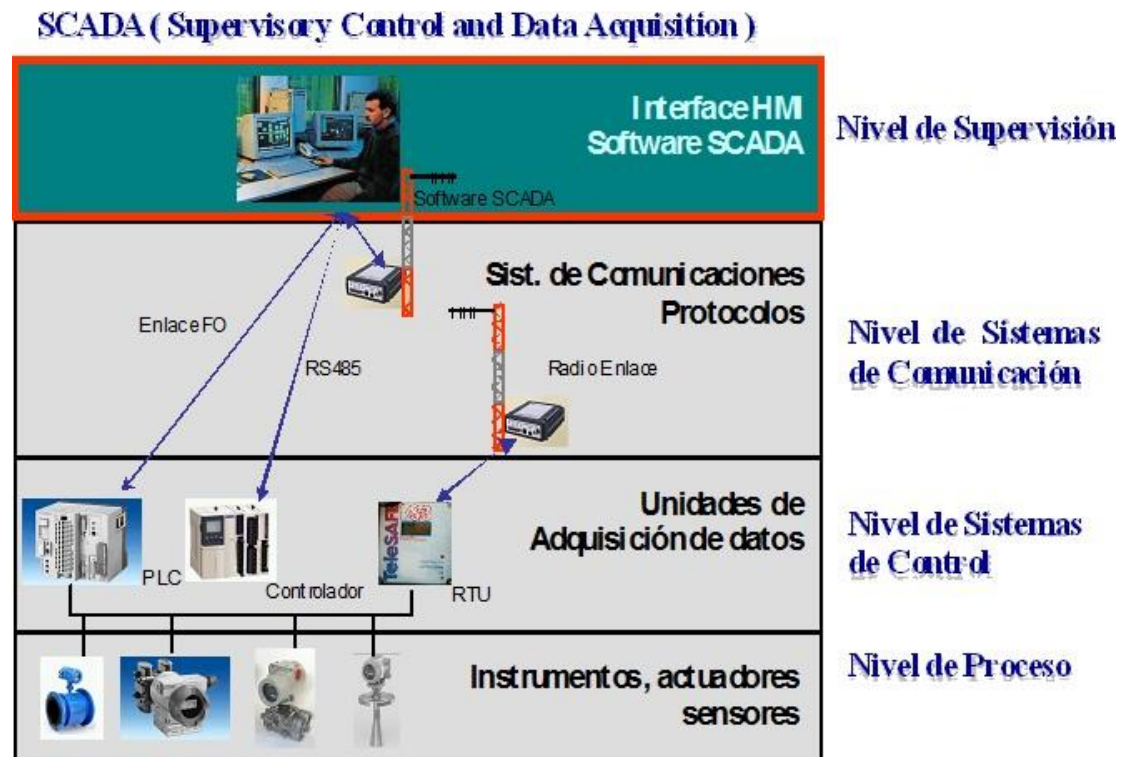 SCADA ( Supervisory Control and Data Acquisition )
Interface HMI
Software SCADA
Nivel de Supervisión
Software SCADA
Sist. de Comunicaciones
Protocolos
Enlace FO
RS485
Radio Enlace
Nivel de Sistemas
de Comunicación
Unidades de
Adquisición de datos
Nivel de Sistemas
de Control
TeleSAFE
PLC
Controlador
RTU
Instrumentos, actuadores
sensores
Nivel de Proceso